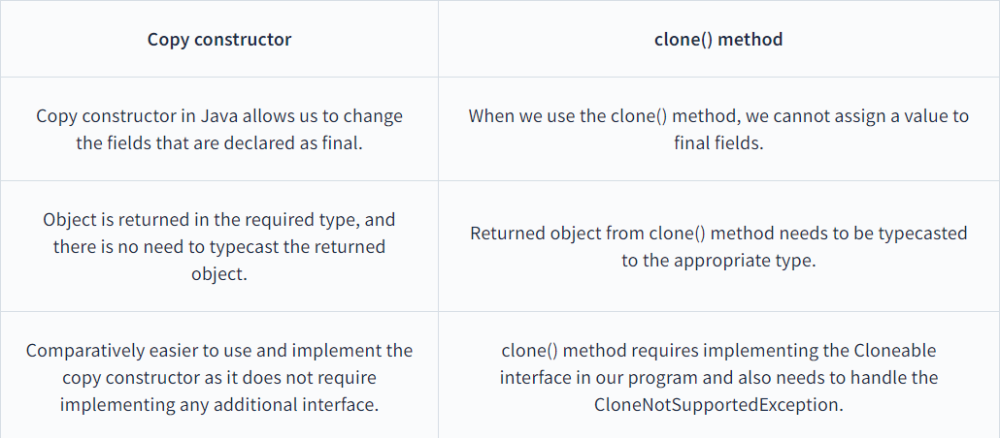 Copy constructor
clone() method
Copy constructor in Java allows us to change
the fields that are declared as final.
When we use the clone() method, we cannot assign a value to
final fields.
Object is returned in the required type, and
there is no need to typecast the returned
object.
Returned object from clone() method needs to be typecasted
to the appropriate type.
Comparatively easier to use and implement the
copy constructor as it does not require
implementing any additional interface.
clone() method requires implementing the Cloneable
interface in our program and also needs to handle the
CloneNotSupportedException.